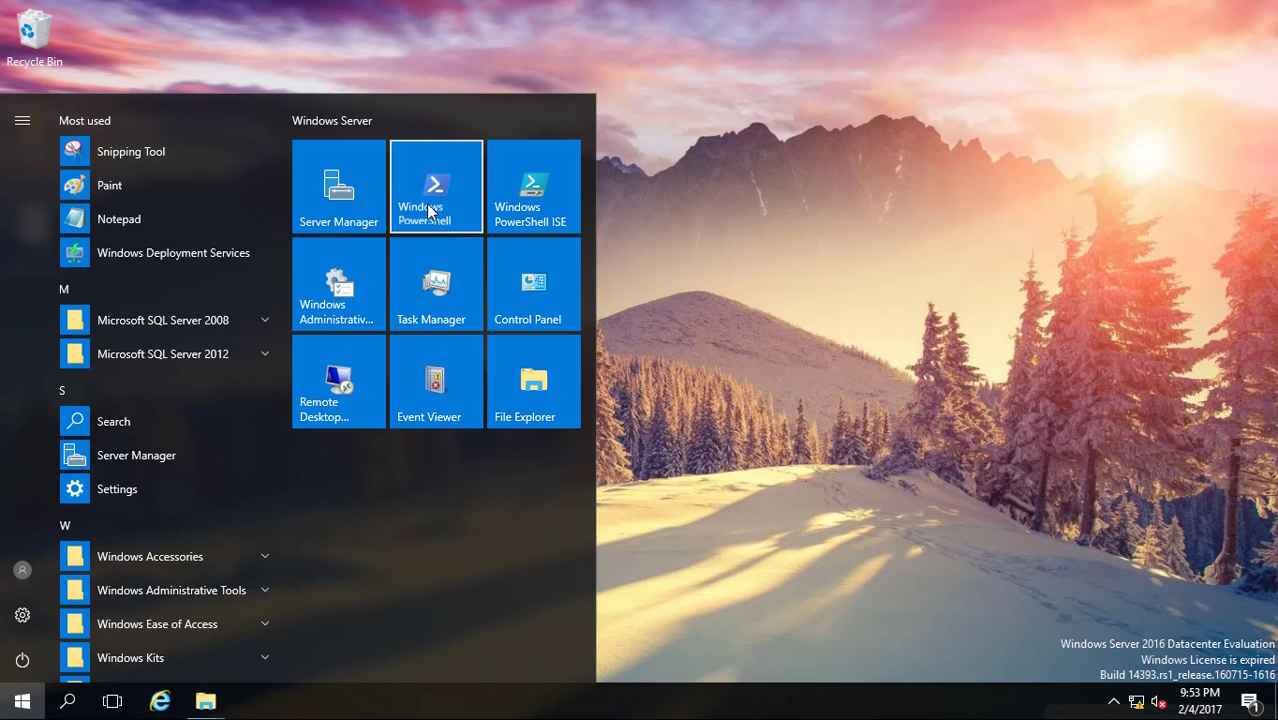 Recycle Bin
Most used
Snipping Tool
Paint
Notepad
Windows Deployment Services
M
Microsoft SQL Server 2008
Microsoft SQL Server 2012
S
Search
Server Manager
Settings
W
Windows Accessories
Windows Administrative Tools
Windows Ease of Access
Windows Kits
Windows Server
Server Manager
Windows
PowerShell
Windows
PowerShell ISE
Windows
Administrativ...
Task Manager
Control Panel
Remote
Desktop...
Event Viewer
File Explorer
Windows Server 2016 Datacenter Evaluation
Windows License is expired
Build 14393.rs1_release.160715-1616
9:53 PM
2/4/2017
1